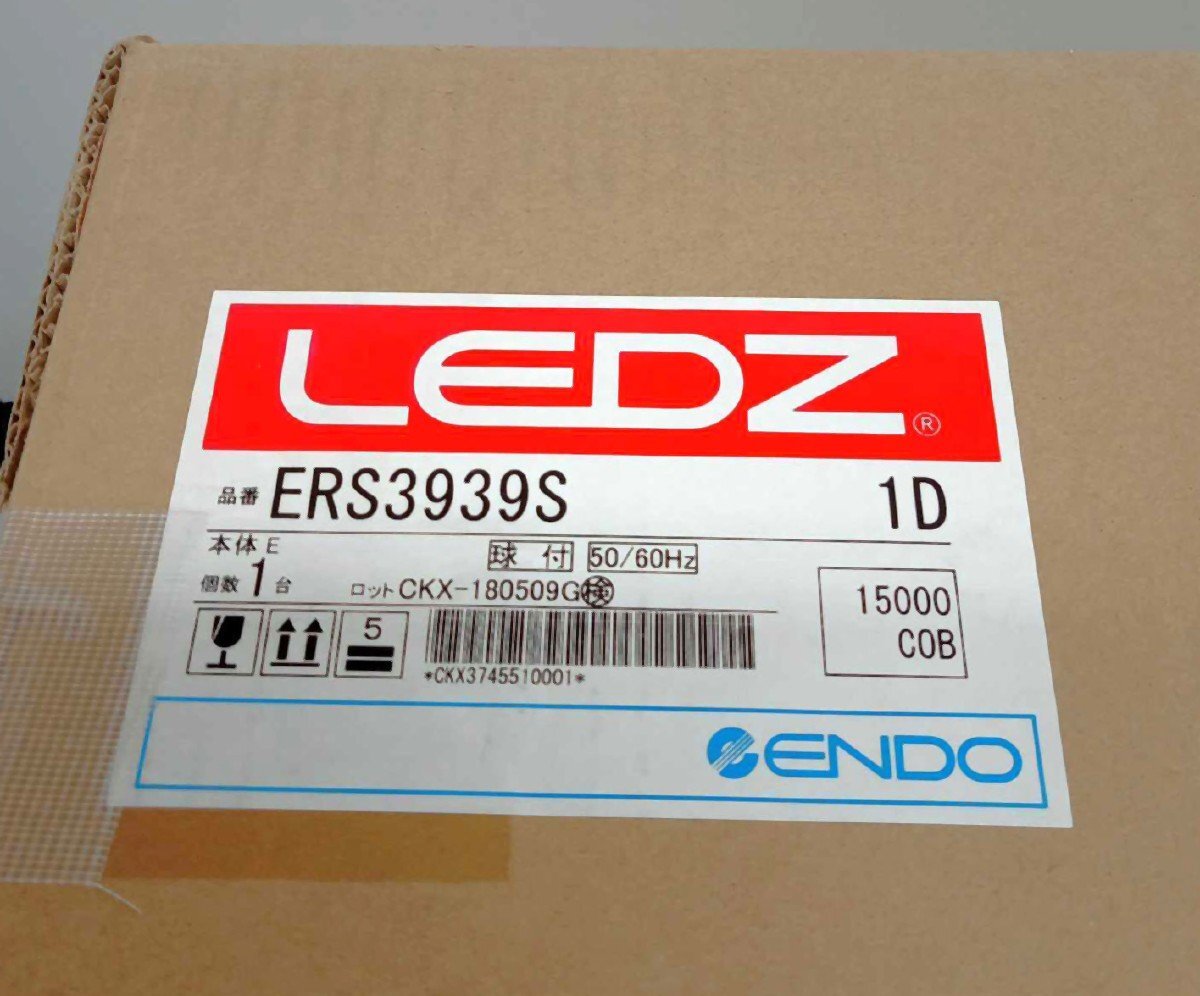 LEDZ®
品番 ERS3939S 1D
本体 E 球付 50/60Hz
個数 1 台 ロット CKX-180509G 検
15000
COB
5
*CKX3745510001*
ENDO